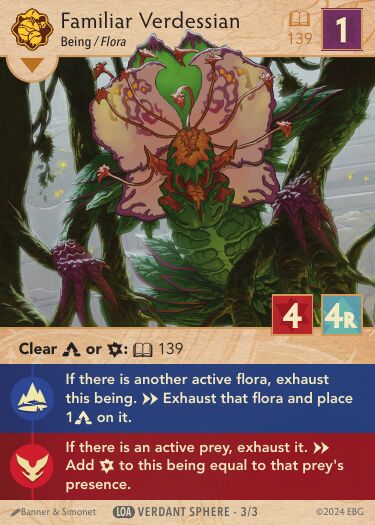 Familiar Verdessian
Being / Flora
139
1
4
4R
Clear or : 139
If there is another active flora, exhaust
this being. Exhaust that flora and place
1 on it.
If there is an active prey, exhaust it.
Add to this being equal to that prey's
presence.
Banner & Simonet
LOA VERDANT SPHERE - 3/3
©2024 EBG